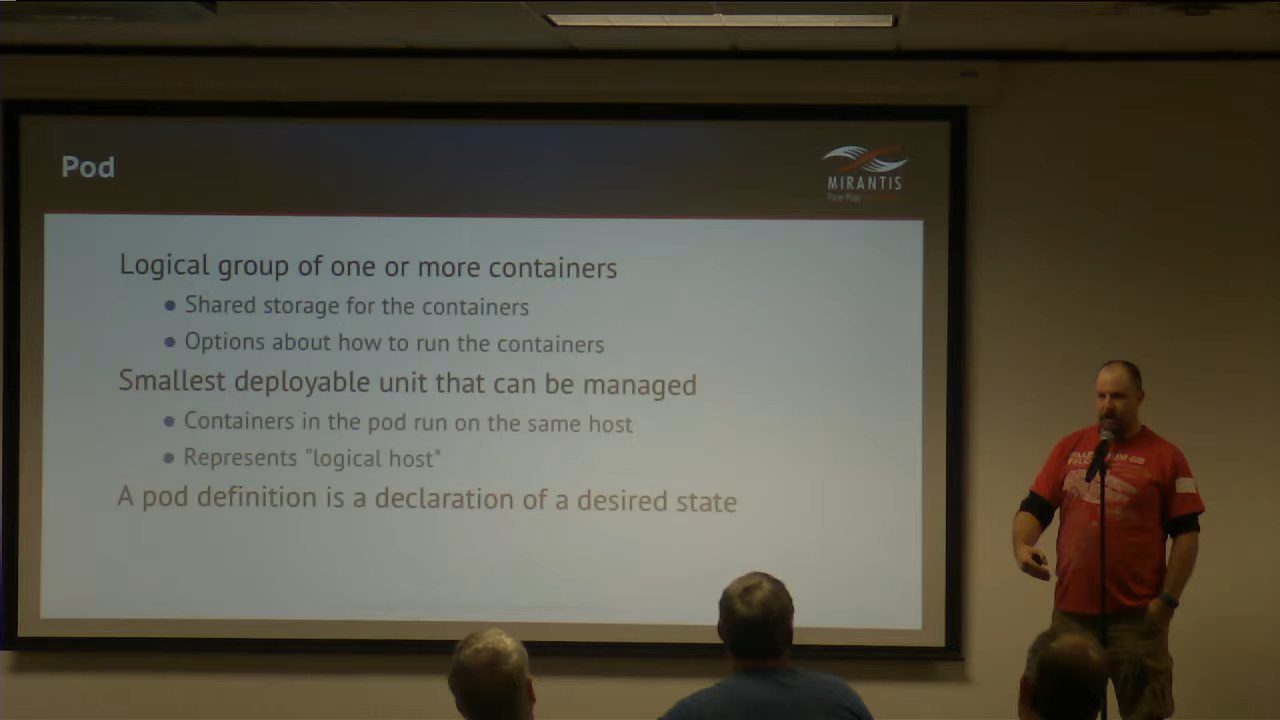 Pod
MIRANTIS
Logical group of one or more containers
Shared storage for the containers
Options about how to run the containers
Smallest deployable unit that can be managed
Containers in the pod run on the same host
Represents "logical host"
A pod definition is a declaration of a desired state